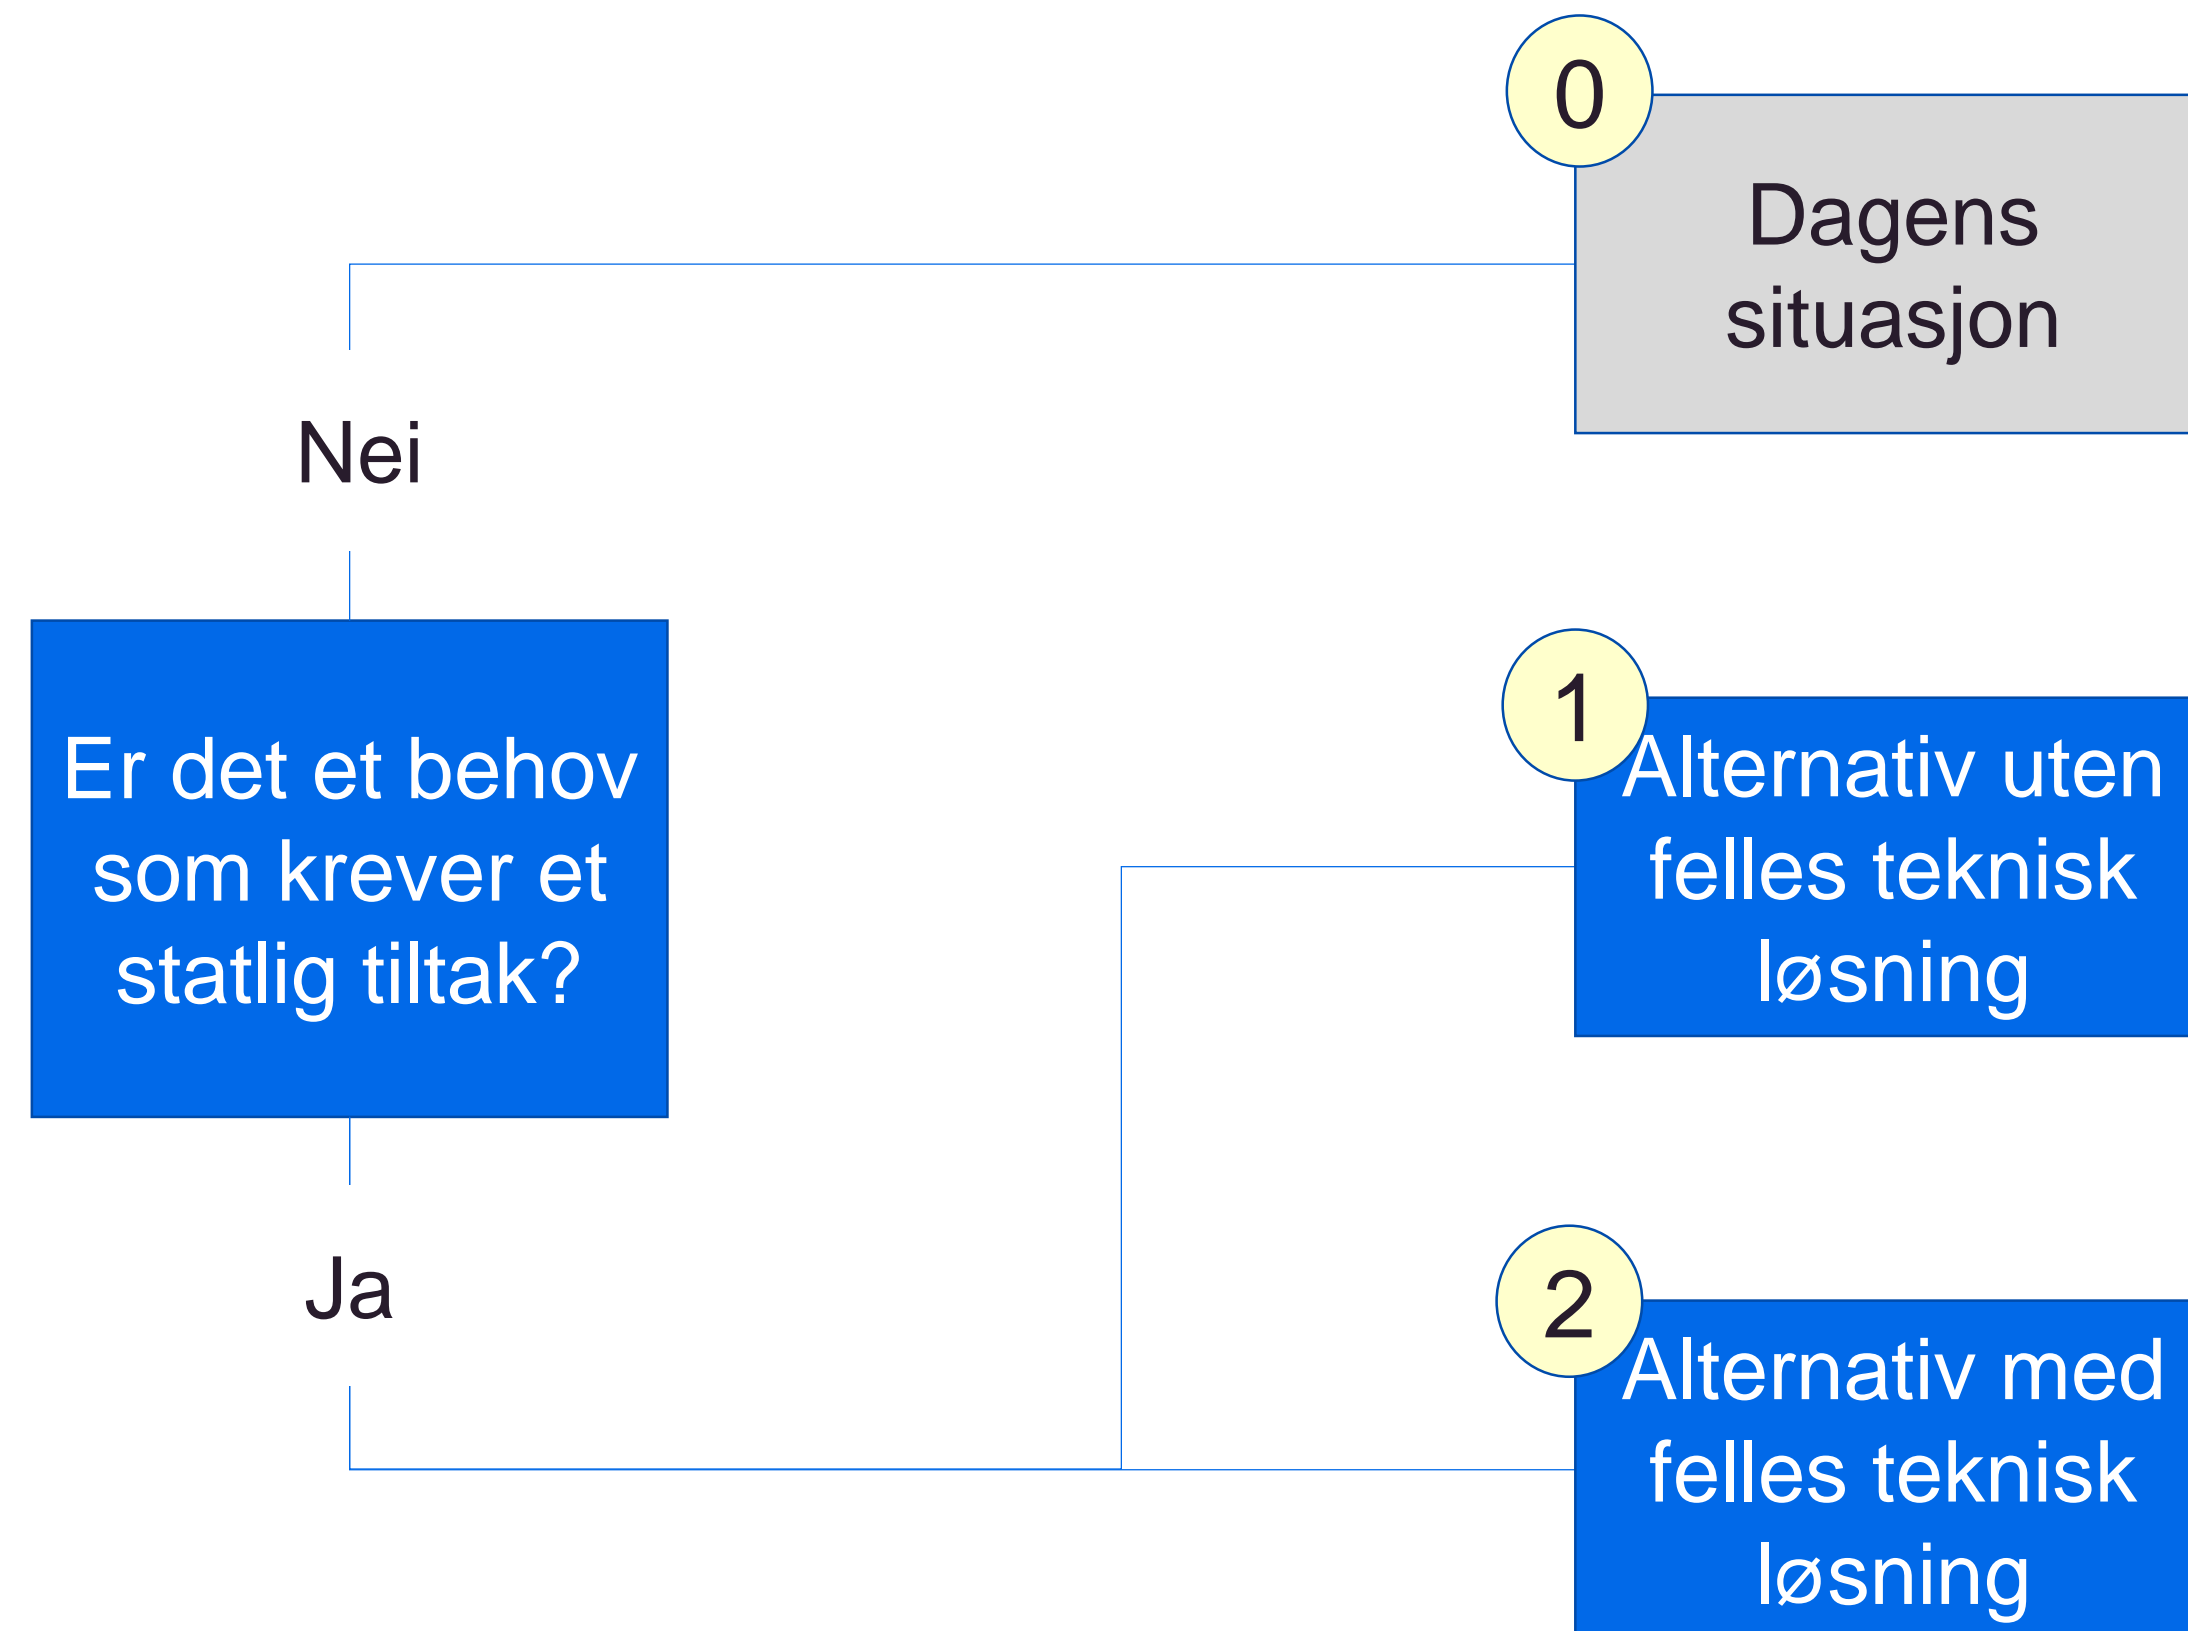 0
Dagens
situasjon
Nei
Er det et behov
som krever et
statlig tiltak?
1
Alternativ uten
felles teknisk
løsning
Ja
2
Alternativ med
felles teknisk
løsning